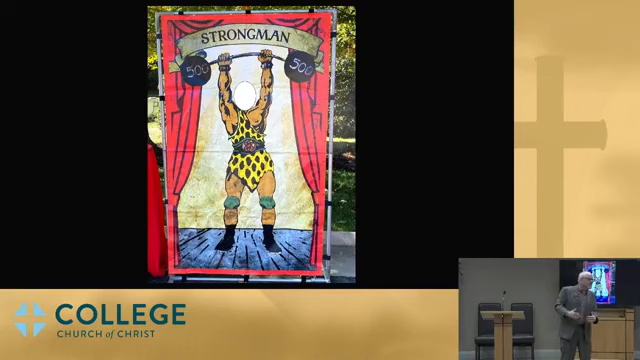 STRONGMAN
500 500
COLLEGE
CHURCH of CHRIST